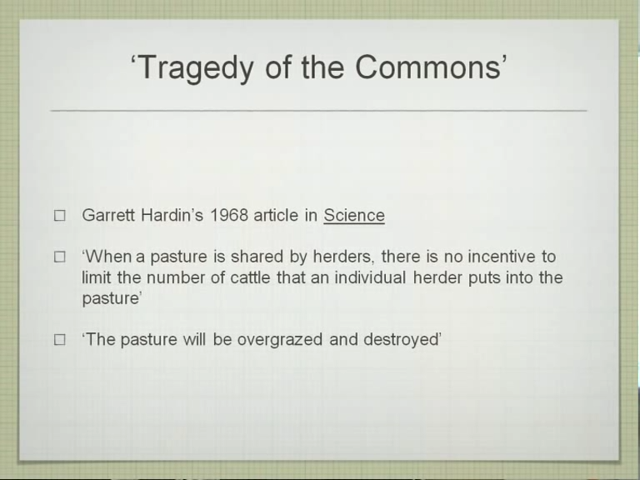 ‘Tragedy of the Commons’
Garrett Hardin’s 1968 article in Science
‘When a pasture is shared by herders, there is no incentive to
limit the number of cattle that an individual herder puts into the
pasture’
‘The pasture will be overgrazed and destroyed’